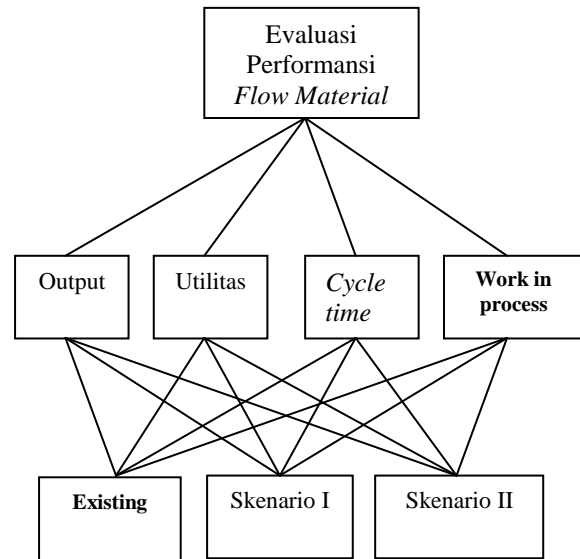 Evaluasi
Performansi
Flow Material
Output
Utilitas
Cycle
time
Work in
process
Existing
Skenario I
Skenario II